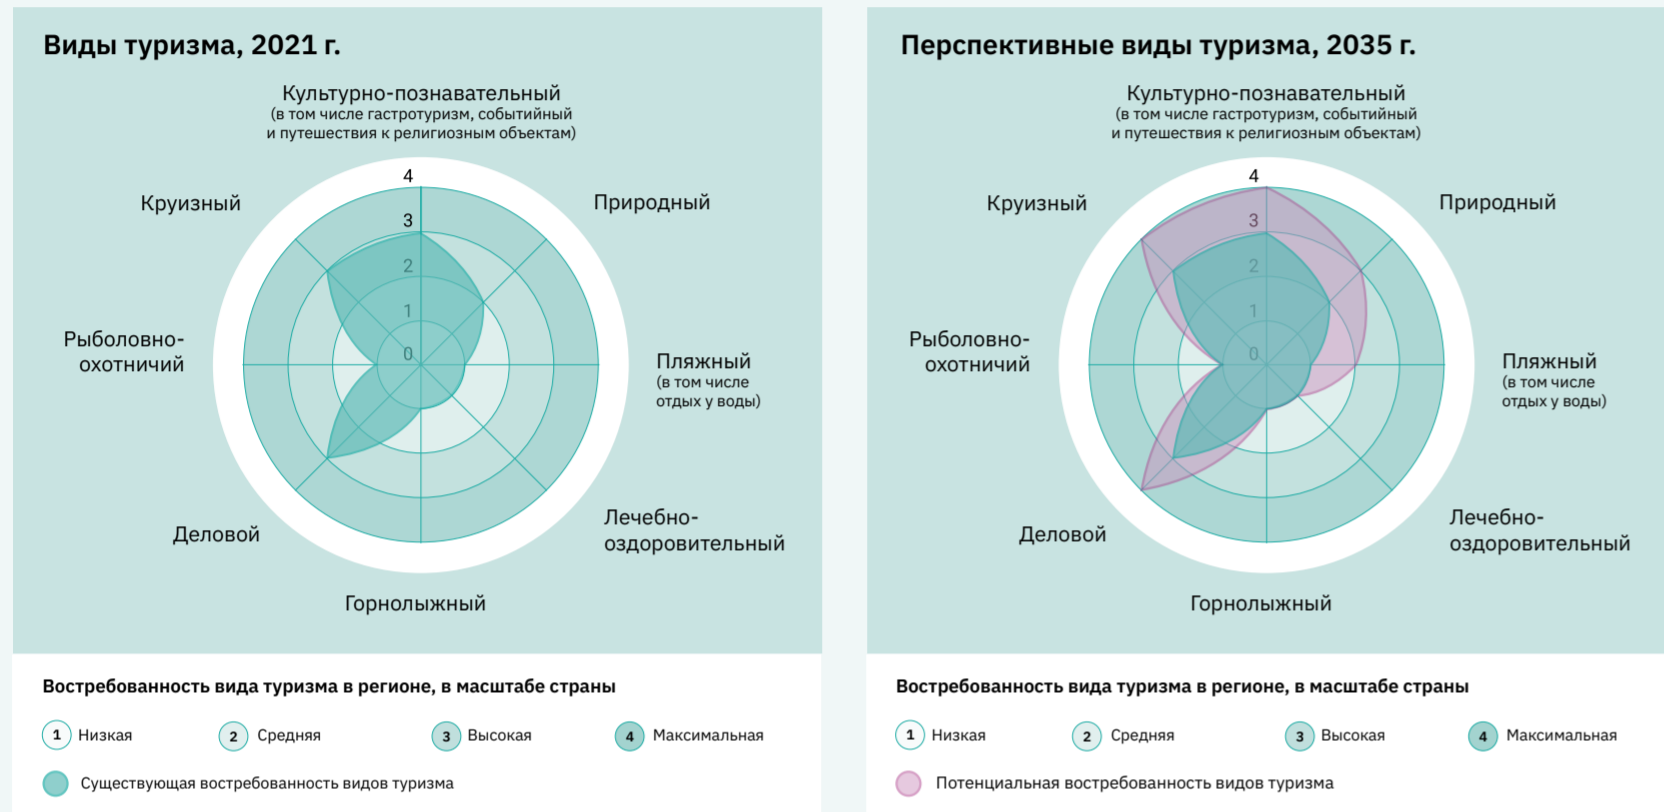 Виды туризма, 2021 г.
Культурно-познавательный
(в том числе гастротуризм, событийный
и путешествия к религиозным объектам)
4
3
2
1
0
Круизный
Природный
Рыболовно-
охотничий
Пляжный
(в том числе
отдых у воды)
Деловой
Лечебно-
оздоровительный
Горнолыжный
Востребованность вида туризма в регионе, в масштабе страны
1 Низкая
2 Средняя
3 Высокая
4 Максимальная
Существующая востребованность видов туризма
Перспективные виды туризма, 2035 г.
Культурно-познавательный
(в том числе гастротуризм, событийный
и путешествия к религиозным объектам)
4
3
2
1
0
Круизный
Природный
Рыболовно-
охотничий
Пляжный
(в том числе
отдых у воды)
Деловой
Лечебно-
оздоровительный
Горнолыжный
Востребованность вида туризма в регионе, в масштабе страны
1 Низкая
2 Средняя
3 Высокая
4 Максимальная
Потенциальная востребованность видов туризма